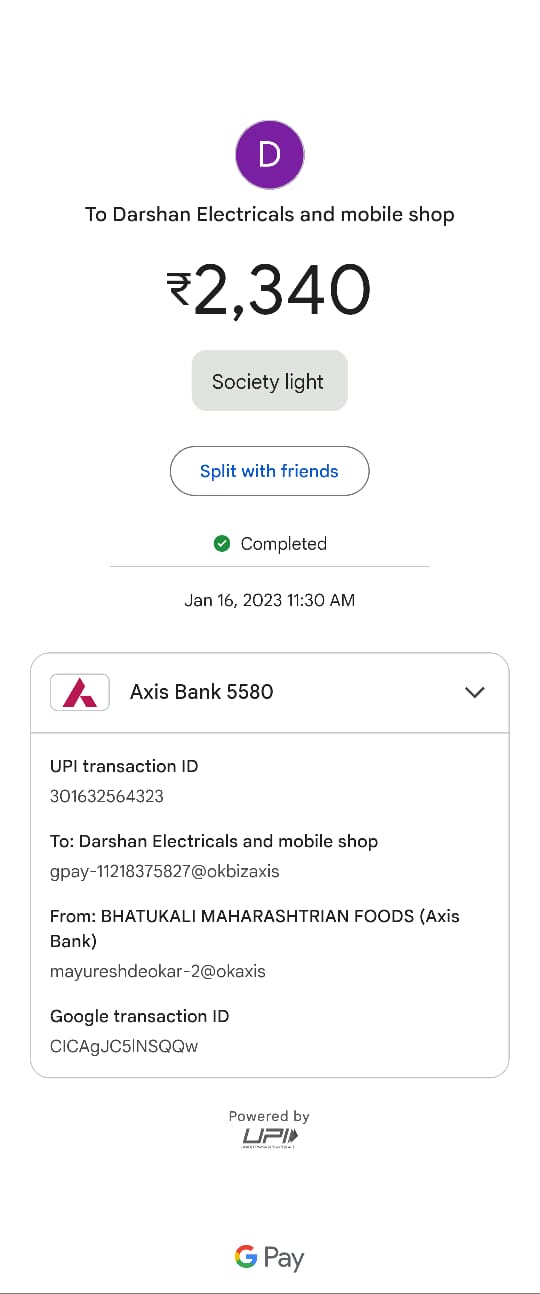 D
To Darshan Electricals and mobile shop
₹2,340
Society light
Split with friends
Completed
Jan 16, 2023 11:30 AM
Axis Bank 5580
UPI transaction ID
301632564323
To: Darshan Electricals and mobile shop
gpay-11218375827@okbizaxis
From: BHATUKALI MAHARASHTRIAN FOODS (Axis
Bank)
mayureshdeokar-2@okaxis
Google transaction ID
CICAgJC5lNSQQw
Powered by
UPI
G Pay